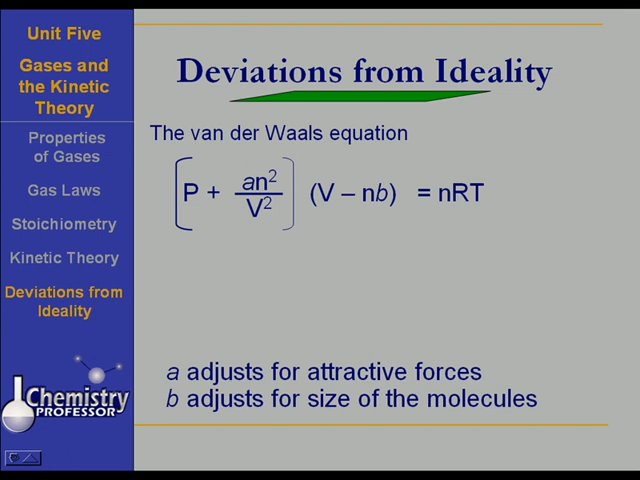 Unit Five
Gases and
the Kinetic
Theory
Properties
of Gases
Gas Laws
Stoichiometry
Kinetic Theory
Deviations from
Ideality
Chemistry
PROFESSOR
Deviations from Ideality
The van der Waals equation
[P + an²/V²] (V – nb) = nRT
a adjusts for attractive forces
b adjusts for size of the molecules